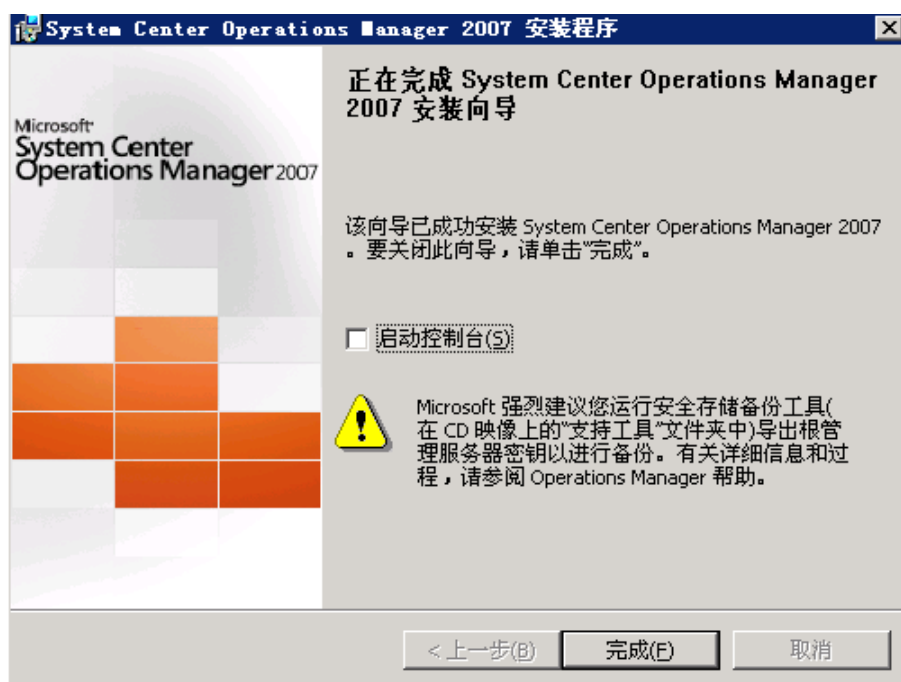 System Center Operations Manager 2007 安装程序
Microsoft
System Center
Operations Manager 2007
正在完成 System Center Operations Manager
2007 安装向导
该向导已成功安装 System Center Operations Manager 2007
。要关闭此向导，请单击“完成”。
启动控制台(S)
Microsoft 强烈建议您运行安全存储备份工具(
在 CD 映像上的“支持工具”文件夹中)导出根管
理服务器密钥以进行备份。有关详细信息和过
程，请参阅 Operations Manager 帮助。
<上一步(B)
完成(F)
取消